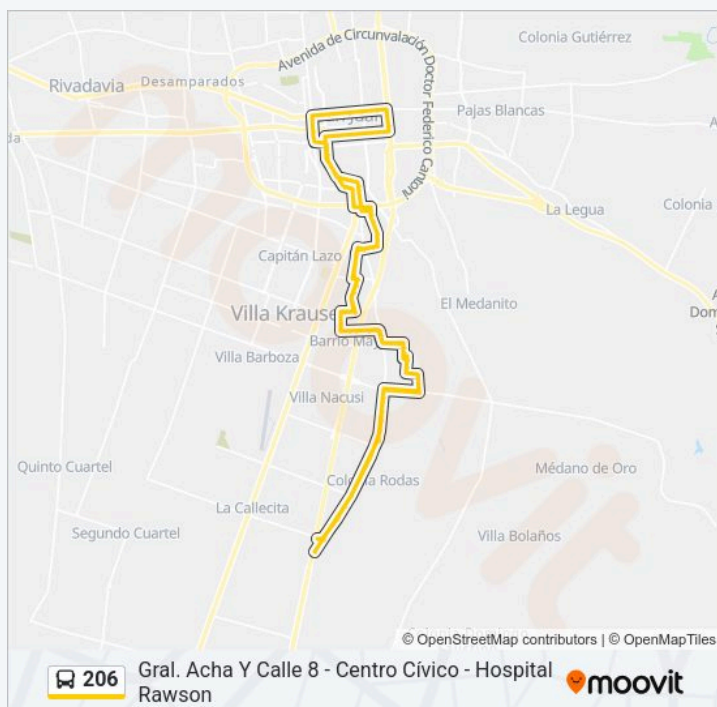 Avenida de Circunvalación Doctor Federico Cantoni
Colonia Gutiérrez
Rivadavia
Desamparados
Pajas Blancas
La Legua
Colonia
Capitán Lazo
El Medanito
Villa Krause
Barrio May
Villa Barboza
Villa Nacusi
Quinto Cuartel
Colonia Rodas
Médano de Oro
La Callecita
Segundo Cuartel
Villa Bolaños
moovit
© OpenStreetMap contributors | © OpenMapTiles
206
Gral. Acha Y Calle 8 - Centro Cívico - Hospital
Rawson
moovit